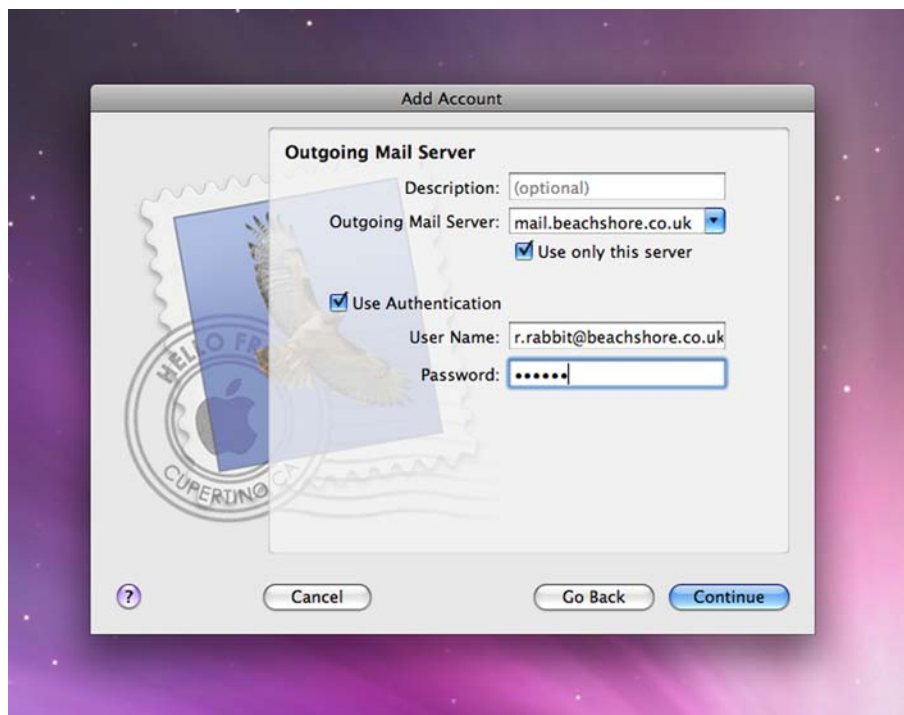 Add Account
Outgoing Mail Server
Description: (optional)
Outgoing Mail Server: mail.beachshore.co.uk
Use only this server
Use Authentication
User Name: r.rabbit@beachshore.co.uk
Password: ••••••
HELLO FR
CUPERTINO CA
? Cancel Go Back Continue